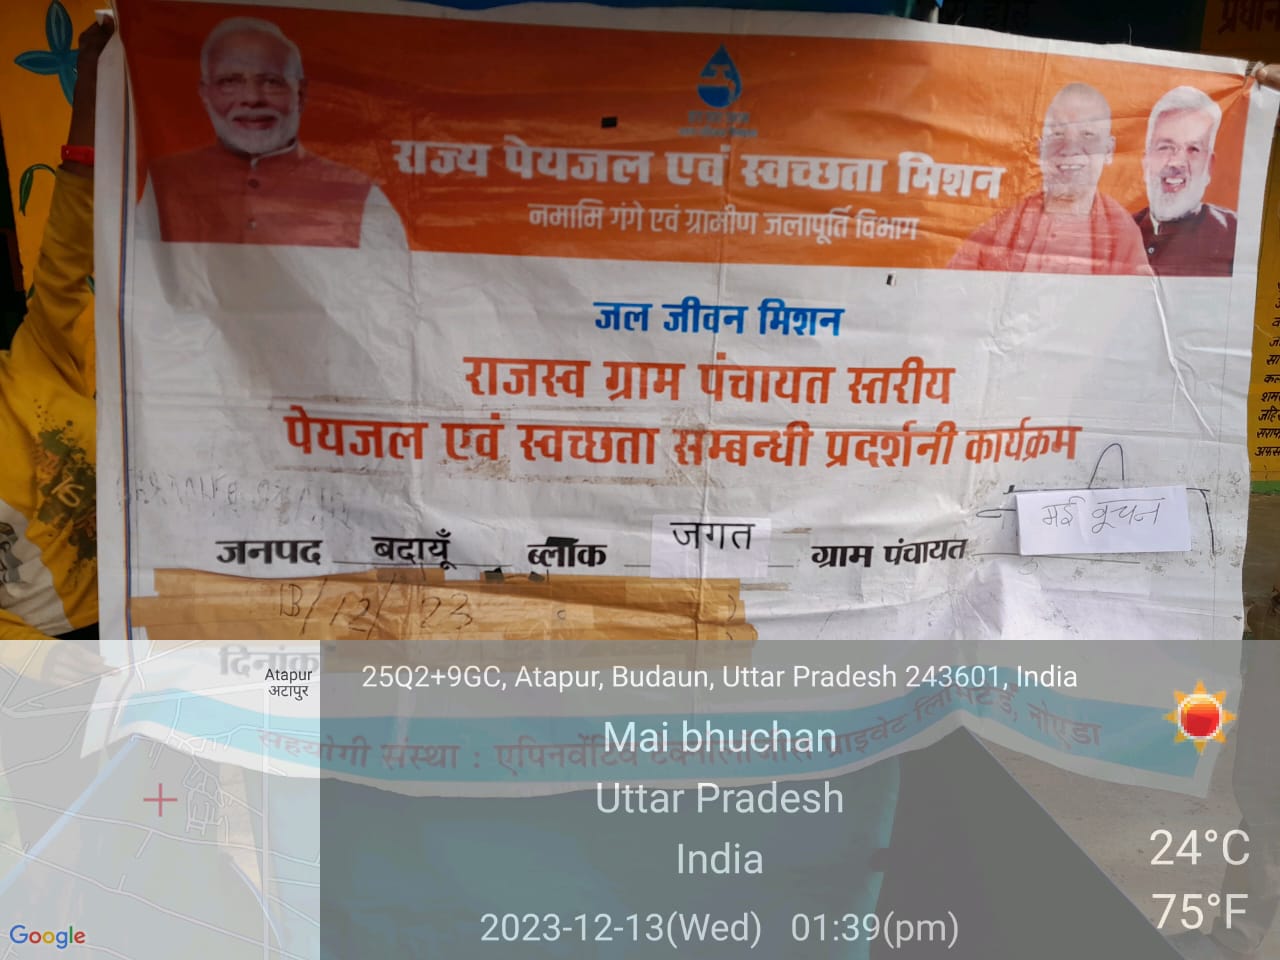 राज्य पेयजल एवं स्वच्छता मिशन
नमामि गंगे एवं ग्रामीण जलापूर्ति विभाग
जल जीवन मिशन
राजस्व ग्राम पंचायत स्तरीय
पेयजल एवं स्वच्छता सम्बन्धी प्रदर्शनी कार्यक्रम
जनपद बदायूँ ब्लॉक जगत ग्राम पंचायत मई वूचन
13/12/23
दिनांक
Atapur
अटापुर
25Q2+9GC, Atapur, Budaun, Uttar Pradesh 243601, India
सहयोगी संस्था : प्राइवेट लिमिटेड, नोएडा
Mai bhuchan
Uttar Pradesh
India
24°C
75°F
2023-12-13(Wed) 01:39(pm)
Google